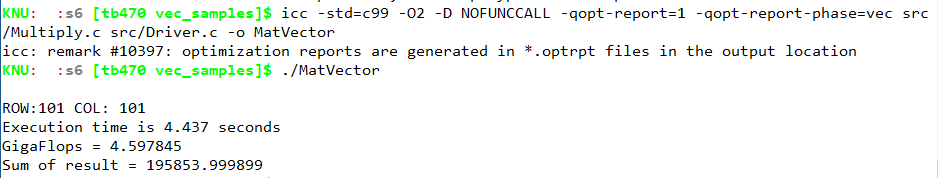 KNU:  :s6 [tb470 vec_samples]$ icc -std=c99 -O2 -D NOFUNCCALL -qopt-report=1 -qopt-report-phase=vec src
/Multiply.c src/Driver.c -o MatVector
icc: remark #10397: optimization reports are generated in *.optrpt files in the output location
KNU:  :s6 [tb470 vec_samples]$ ./MatVector
ROW:101 COL: 101
Execution time is 4.437 seconds
GigaFlops = 4.597845
Sum of result = 195853.999899